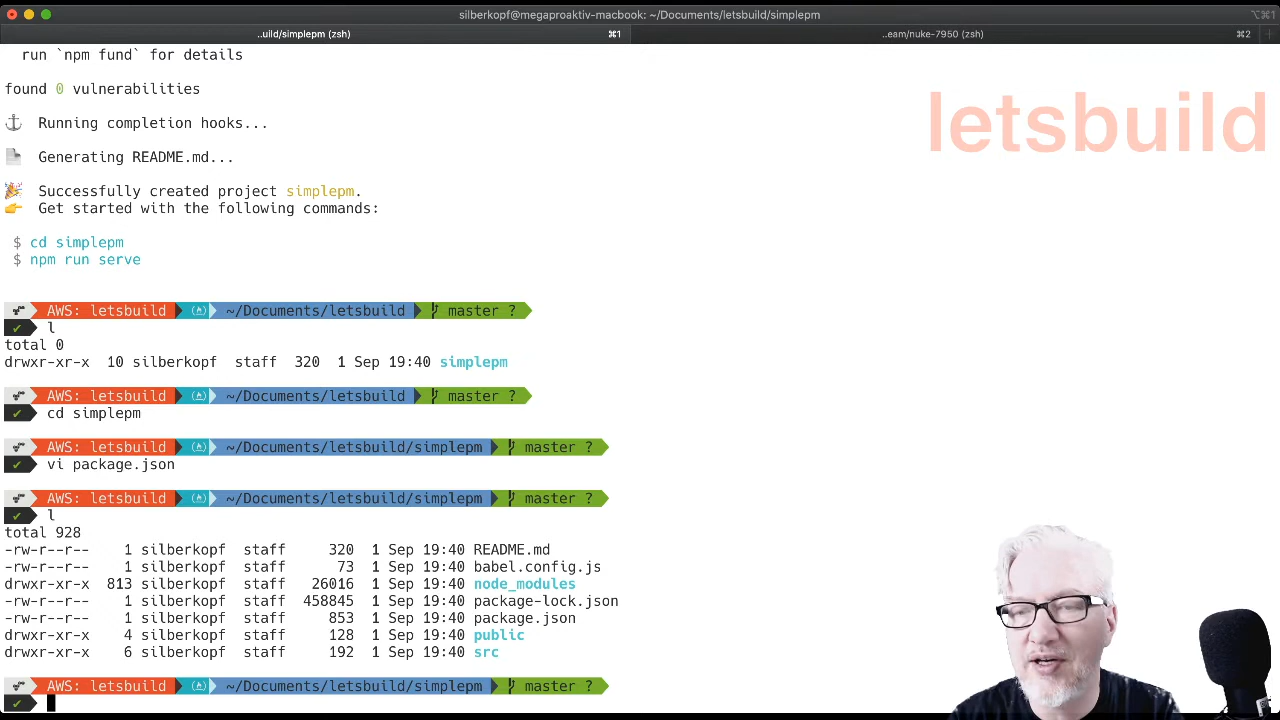 silberkopf@megaproaktiv-macbook: ~/Documents/letsbuild/simplepm
⌥⌘1
..uild/simplepm (zsh)
⌘1
..eam/nuke-7950 (zsh)
⌘2
run `npm fund` for details
found 0 vulnerabilities
letsbuild
Running completion hooks...
Generating README.md...
Successfully created project simplepm.
Get started with the following commands:
$ cd simplepm
$ npm run serve
AWS: letsbuild ~/Documents/letsbuild master ?
✔ l
total 0
drwxr-xr-x 10 silberkopf staff 320 1 Sep 19:40 simplepm
AWS: letsbuild ~/Documents/letsbuild master ?
✔ cd simplepm
AWS: letsbuild ~/Documents/letsbuild/simplepm master ?
✔ vi package.json
AWS: letsbuild ~/Documents/letsbuild/simplepm master ?
✔ l
total 928
-rw-r--r-- 1 silberkopf staff 320 1 Sep 19:40 README.md
-rw-r--r-- 1 silberkopf staff 73 1 Sep 19:40 babel.config.js
drwxr-xr-x 813 silberkopf staff 26016 1 Sep 19:40 node_modules
-rw-r--r-- 1 silberkopf staff 458845 1 Sep 19:40 package-lock.json
-rw-r--r-- 1 silberkopf staff 853 1 Sep 19:40 package.json
drwxr-xr-x 4 silberkopf staff 128 1 Sep 19:40 public
drwxr-xr-x 6 silberkopf staff 192 1 Sep 19:40 src
AWS: letsbuild ~/Documents/letsbuild/simplepm master ?
✔